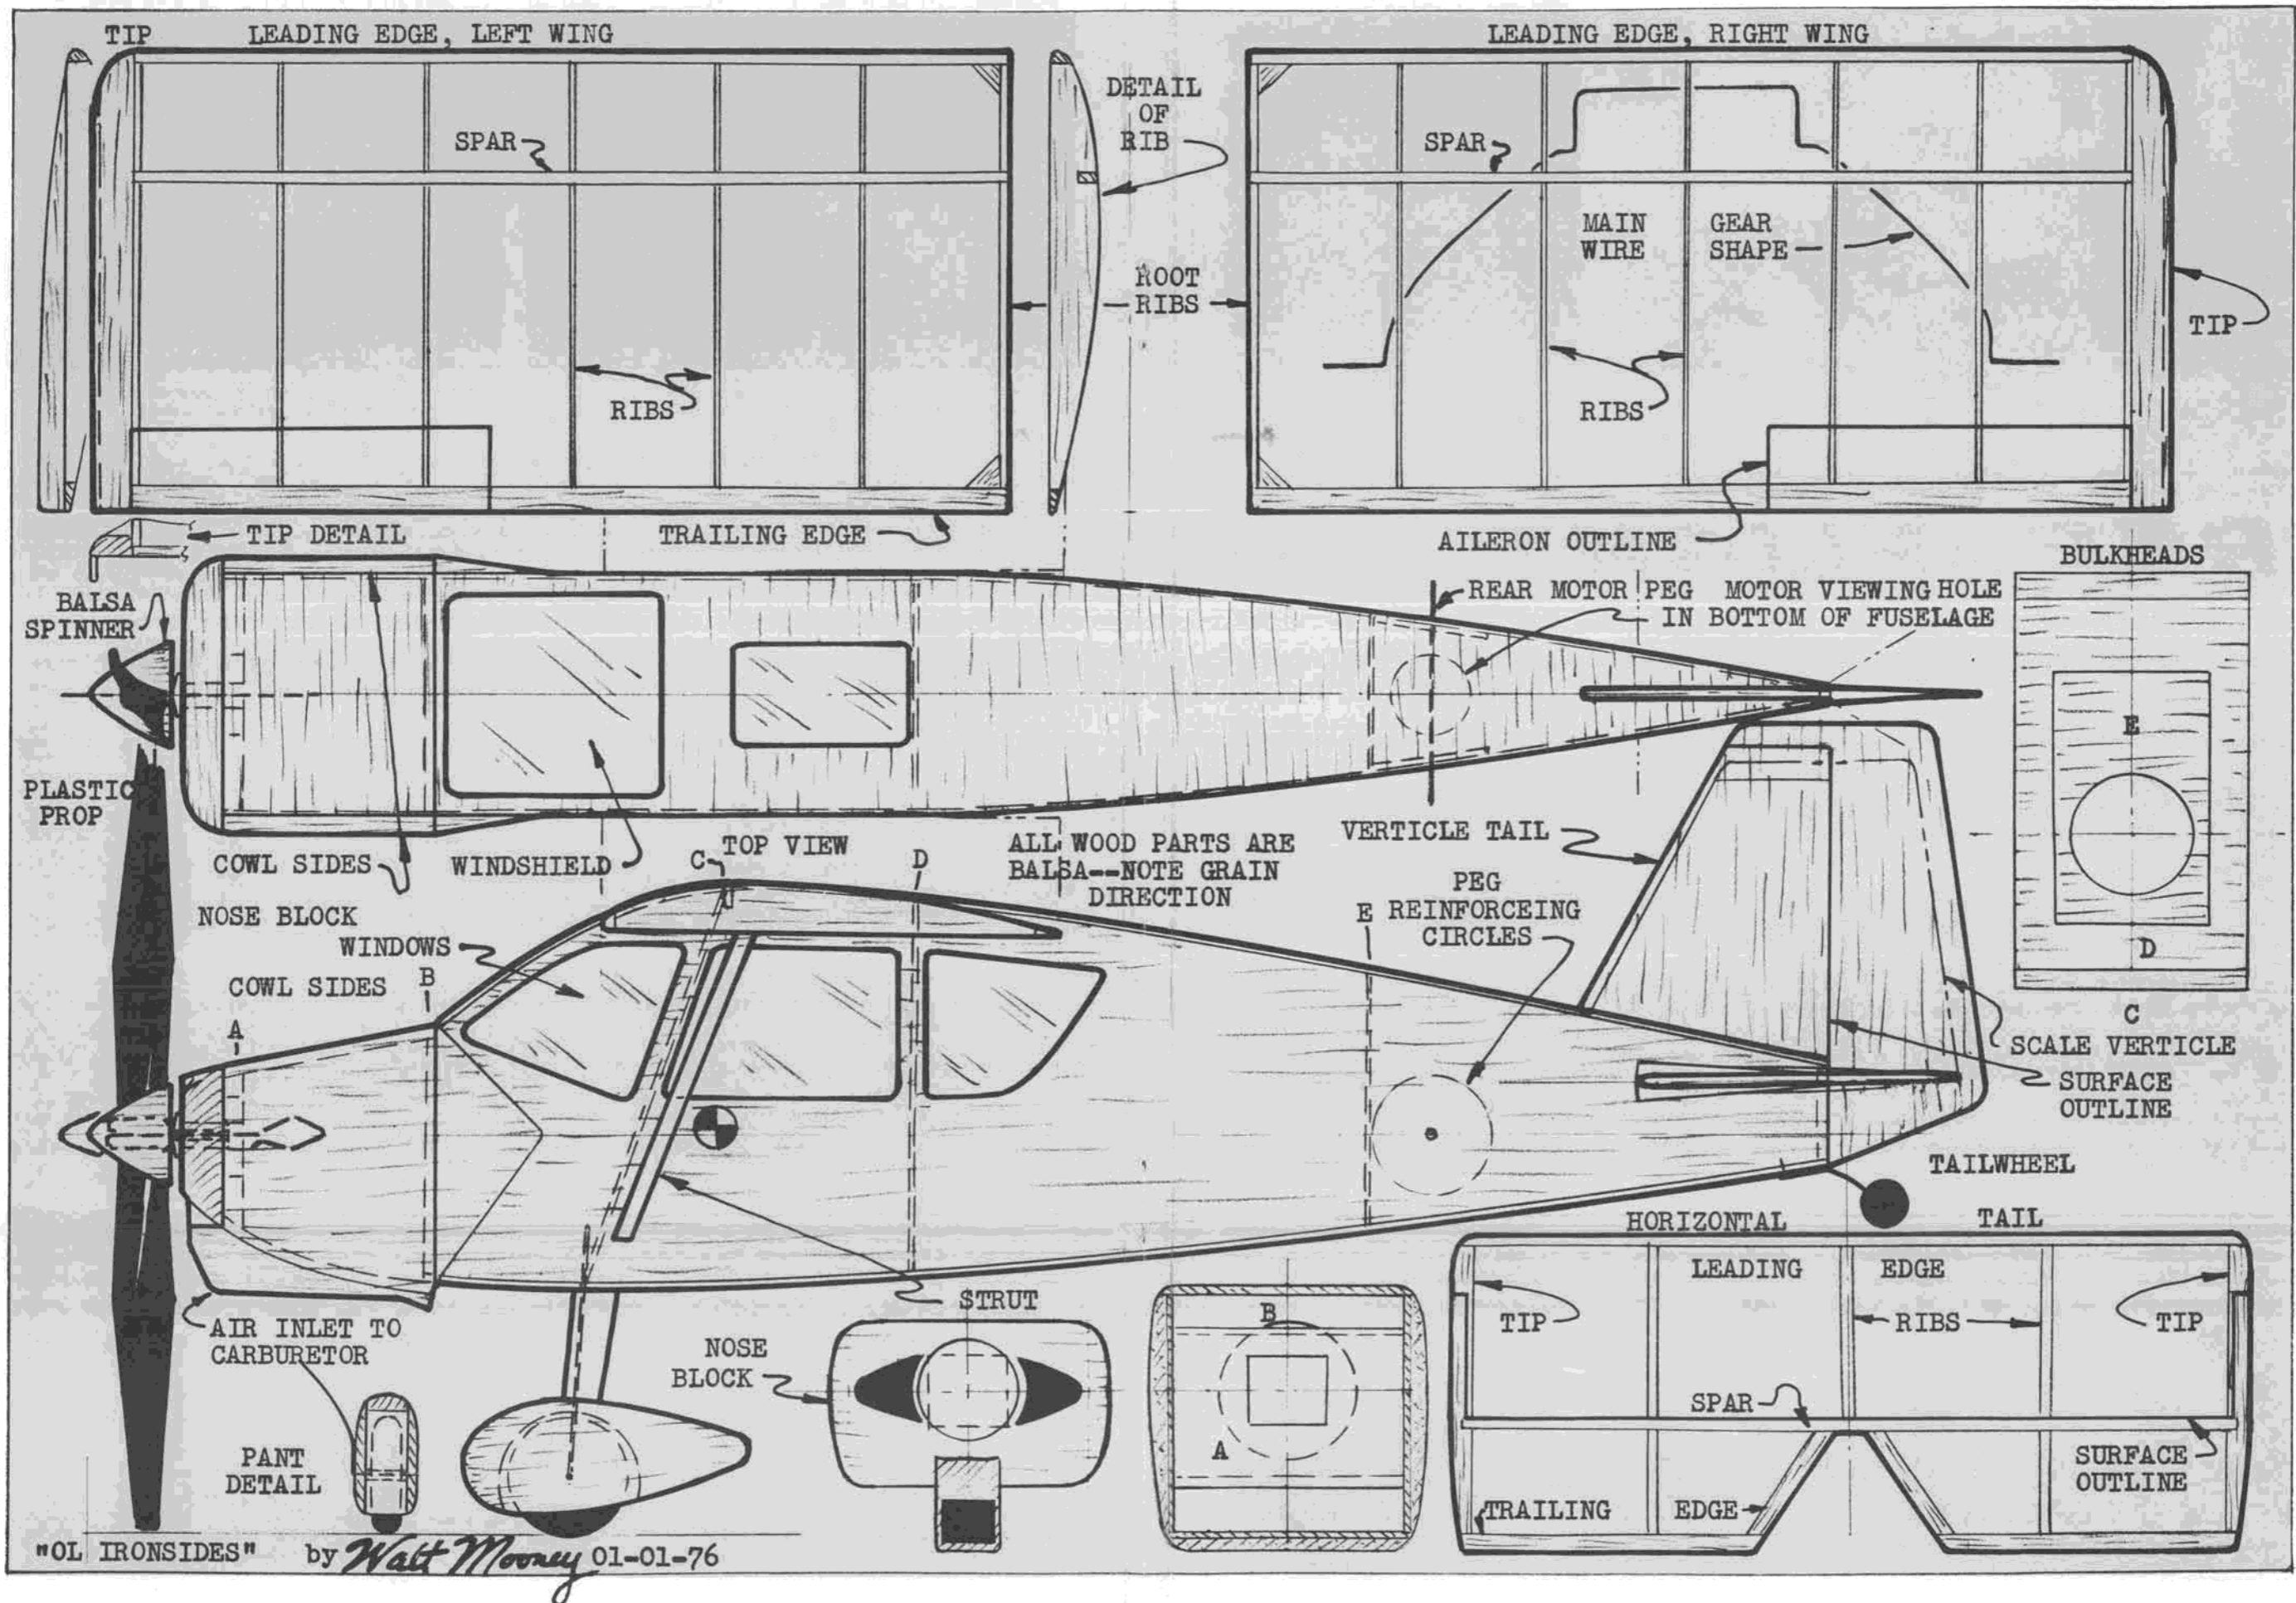 TIP
LEADING EDGE, LEFT WING
LEADING EDGE, RIGHT WING
DETAIL
OF
RIB
SPAR
SPAR
MAIN
WIRE
GEAR
SHAPE
ROOT
RIBS
TIP
RIBS
RIBS
TIP DETAIL
TRAILING EDGE
AILERON OUTLINE
BULKHEADS
BALSA
SPINNER
REAR MOTOR PEG
MOTOR VIEWING HOLE
IN BOTTOM OF FUSELAGE
E
D
C
PLASTIC
PROP
COWL SIDES
WINDSHIELD
C
TOP VIEW
D
ALL WOOD PARTS ARE
BALSA--NOTE GRAIN
DIRECTION
VERTICLE TAIL
PEG
E REINFORCEING
CIRCLES
NOSE BLOCK
WINDOWS
COWL SIDES
B
A
SCALE VERTICLE
SURFACE
OUTLINE
TAILWHEEL
HORIZONTAL
TAIL
LEADING
EDGE
TIP
RIBS
TIP
SPAR
SURFACE
OUTLINE
TRAILING
EDGE
STRUT
AIR INLET TO
CARBURETOR
NOSE
BLOCK
B
A
PANT
DETAIL
"OL IRONSIDES" by Walt Mooney 01-01-76